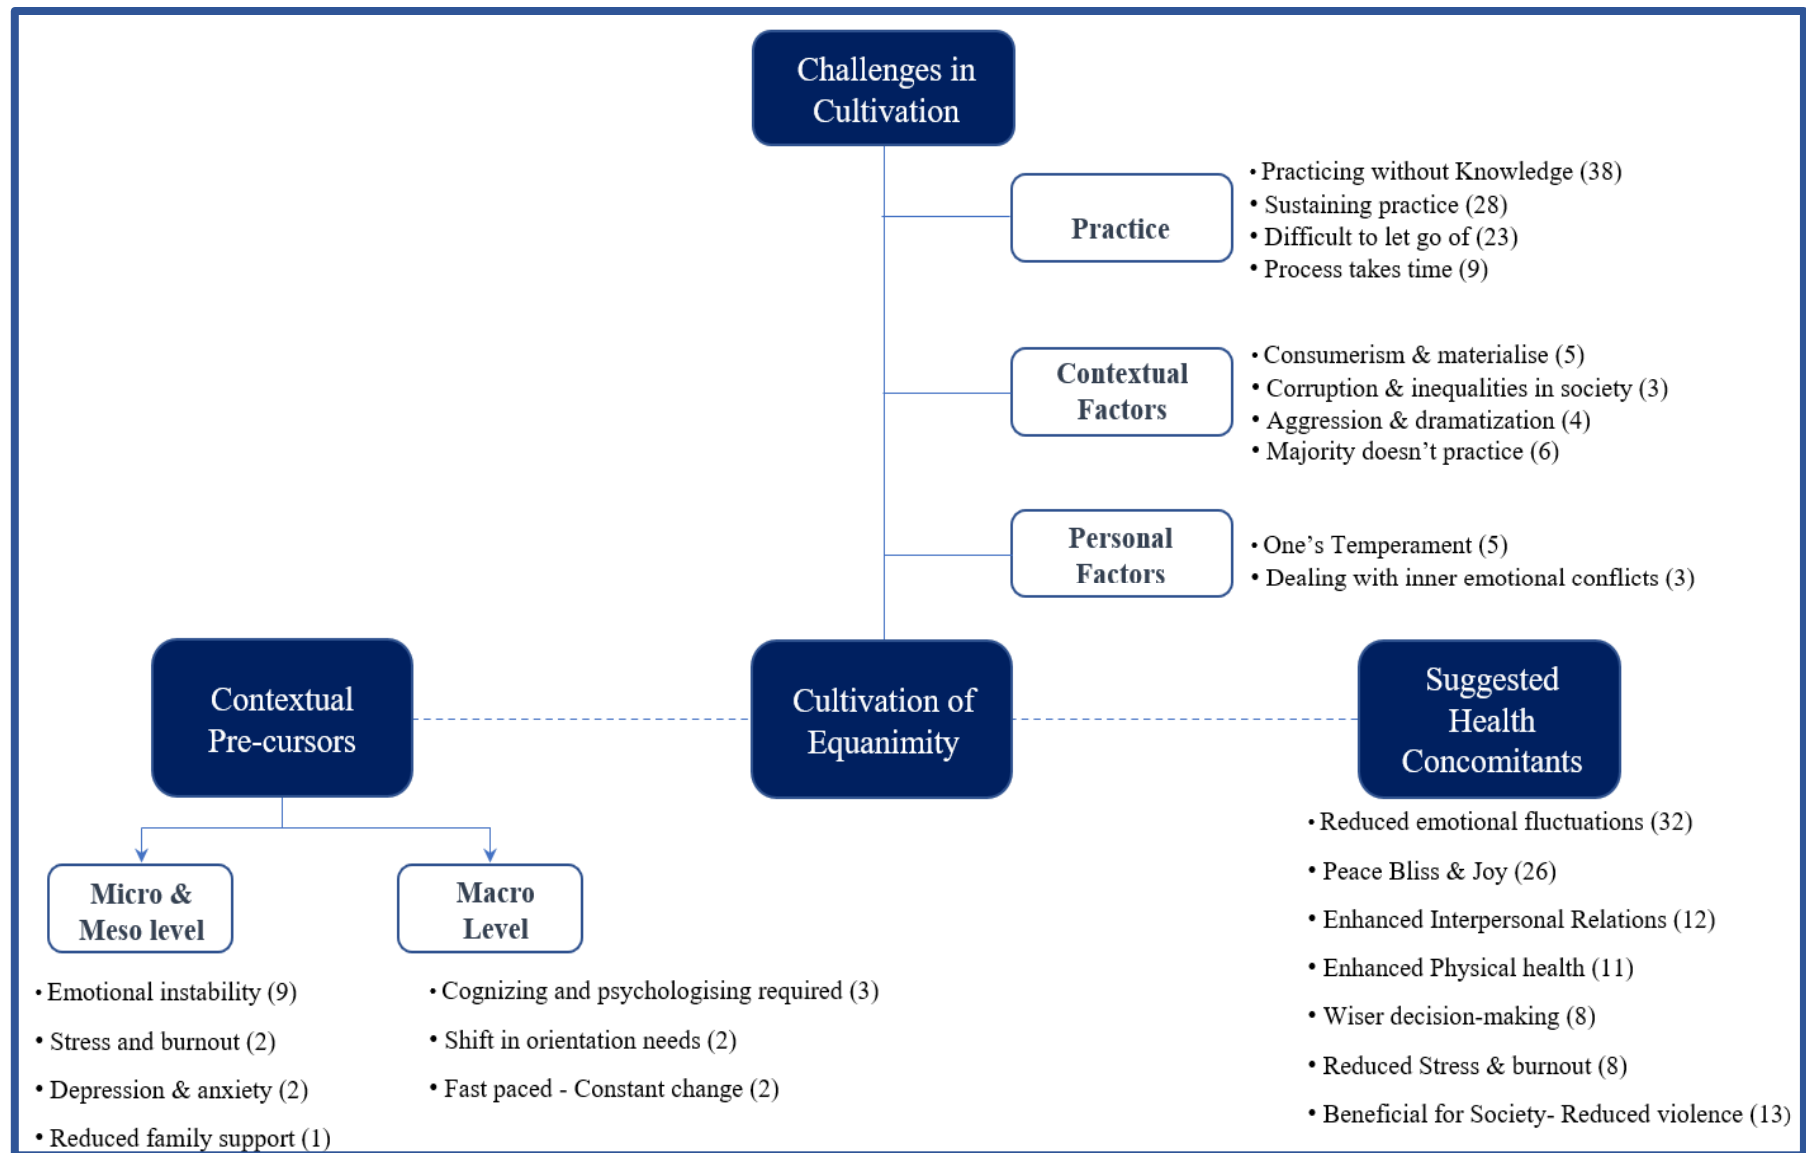 Challenges in
Cultivation
Practice
• Practicing without Knowledge (38)
• Sustaining practice (28)
• Difficult to let go of (23)
• Process takes time (9)
Contextual
Factors
• Consumerism & materialise (5)
• Corruption & inequalities in society (3)
• Aggression & dramatization (4)
• Majority doesn’t practice (6)
Personal
Factors
• One’s Temperament (5)
• Dealing with inner emotional conflicts (3)
Contextual
Pre-cursors
Cultivation of
Equanimity
Suggested
Health
Concomitants
Micro &
Meso level
• Emotional instability (9)
• Stress and burnout (2)
• Depression & anxiety (2)
• Reduced family support (1)
Macro
Level
• Cognizing and psychologising required (3)
• Shift in orientation needs (2)
• Fast paced - Constant change (2)
• Reduced emotional fluctuations (32)
• Peace Bliss & Joy (26)
• Enhanced Interpersonal Relations (12)
• Enhanced Physical health (11)
• Wiser decision-making (8)
• Reduced Stress & burnout (8)
• Beneficial for Society- Reduced violence (13)